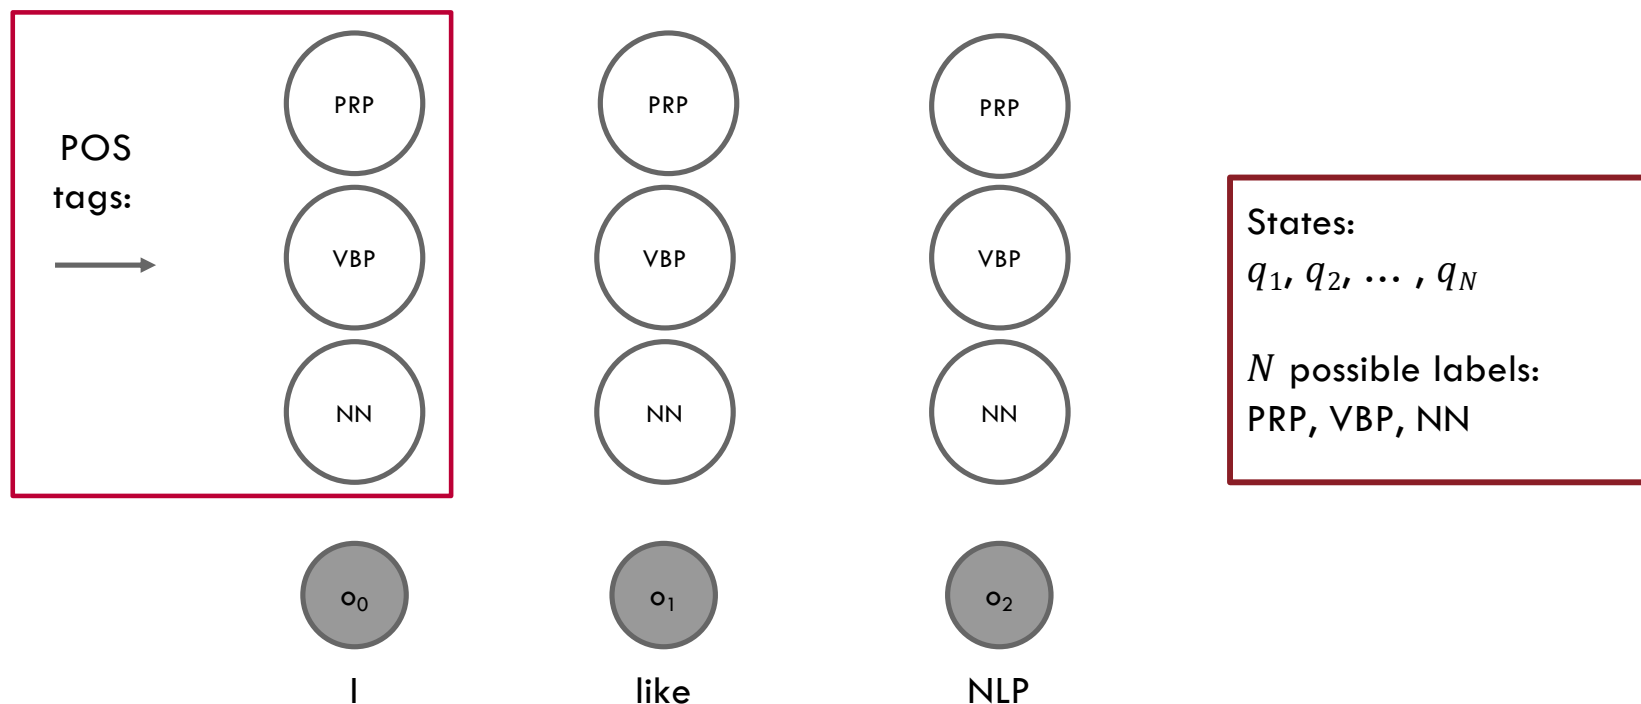 POS
tags:
PRP PRP PRP
VBP VBP VBP
NN NN NN
o₀ o₁ o₂
I like NLP
States:
q₁, q₂, … , q_N
N possible labels:
PRP, VBP, NN